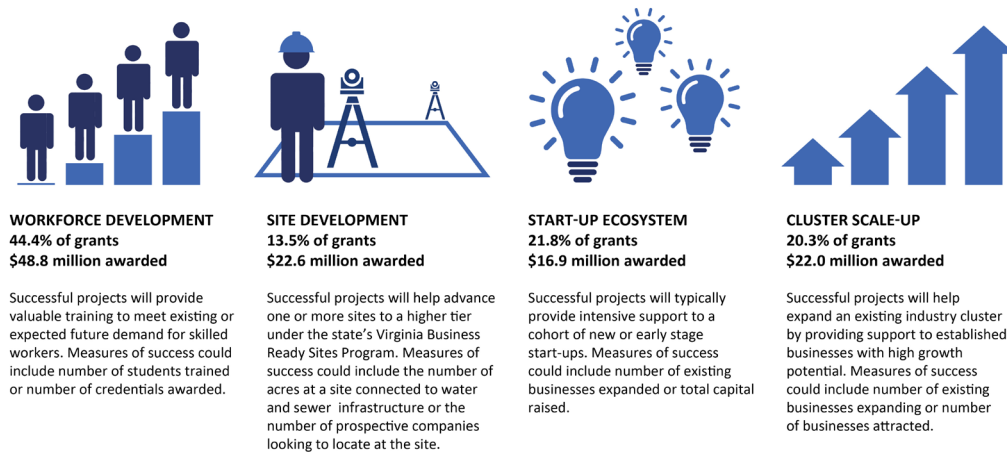 WORKFORCE DEVELOPMENT
44.4% of grants
$48.8 million awarded
Successful projects will provide
valuable training to meet existing or
expected future demand for skilled
workers. Measures of success could
include number of students trained
or number of credentials awarded.
SITE DEVELOPMENT
13.5% of grants
$22.6 million awarded
Successful projects will help advance
one or more sites to a higher tier
under the state's Virginia Business
Ready Sites Program. Measures of
success could include the number of
acres at a site connected to water
and sewer infrastructure or the
number of prospective companies
looking to locate at the site.
START-UP ECOSYSTEM
21.8% of grants
$16.9 million awarded
Successful projects will typically
provide intensive support to a
cohort of new or early stage
start-ups. Measures of success
could include number of existing
businesses expanded or total capital
raised.
CLUSTER SCALE-UP
20.3% of grants
$22.0 million awarded
Successful projects will help
expand an existing industry cluster
by providing support to established
businesses with high growth
potential. Measures of success
could include number of existing
businesses expanding or number
of businesses attracted.